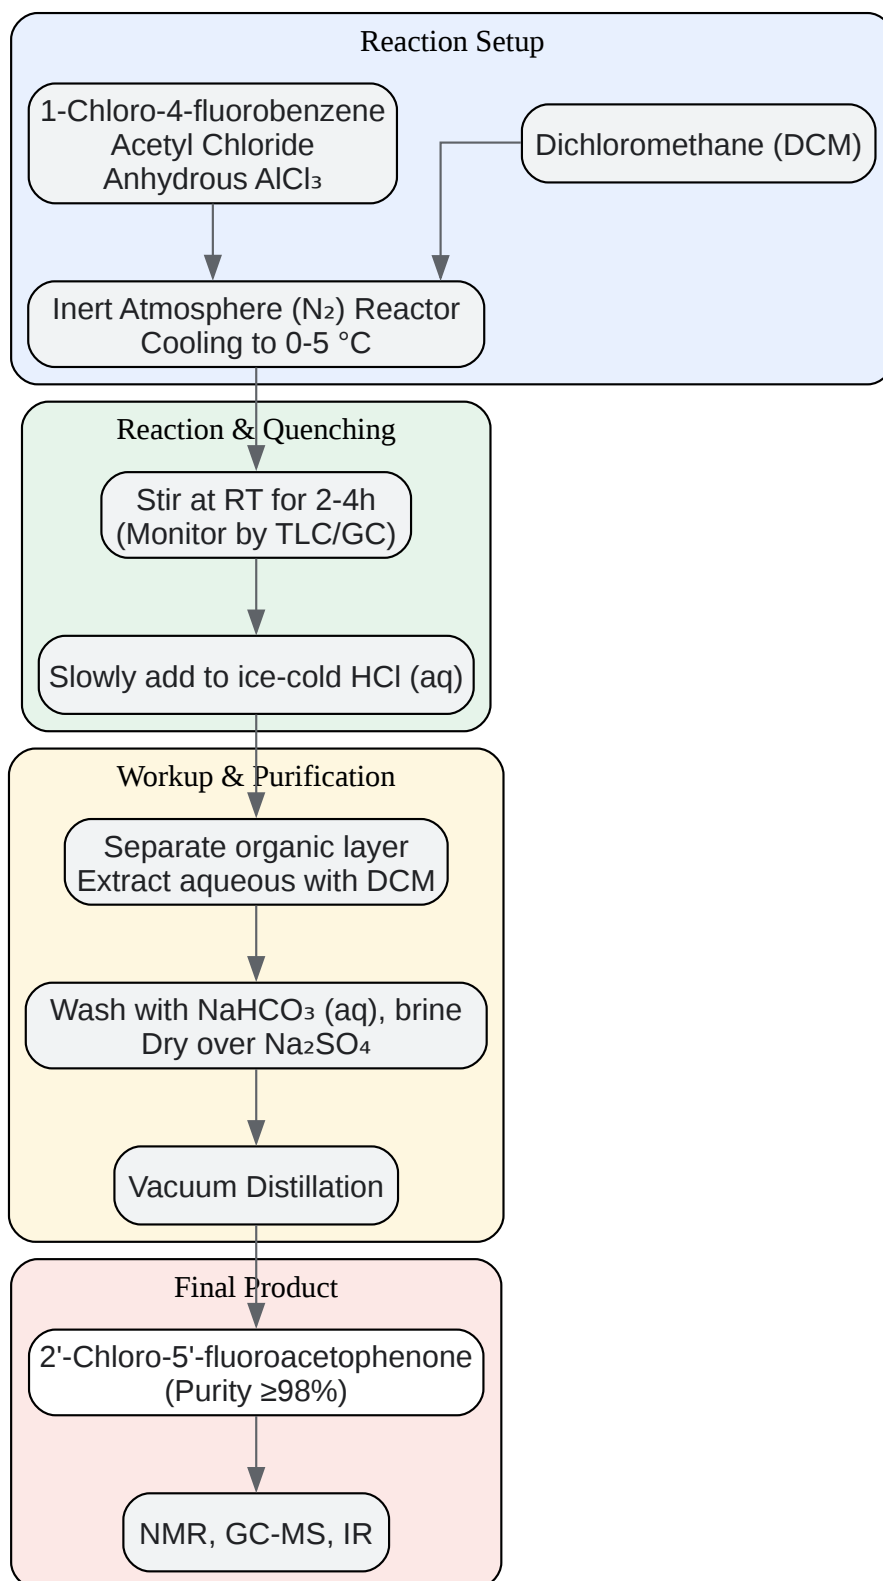 Reaction Setup
1-Chloro-4-fluorobenzene
Acetyl Chloride
Anhydrous AlCl₃
Dichloromethane (DCM)
Inert Atmosphere (N₂) Reactor
Cooling to 0-5 °C
Reaction & Quenching
Stir at RT for 2-4h
(Monitor by TLC/GC)
Slowly add to ice-cold HCl (aq)
Workup & Purification
Separate organic layer
Extract aqueous with DCM
Wash with NaHCO₃ (aq), brine
Dry over Na₂SO₄
Vacuum Distillation
Final Product
2'-Chloro-5'-fluoroacetophenone
(Purity ≥98%)
NMR, GC-MS, IR